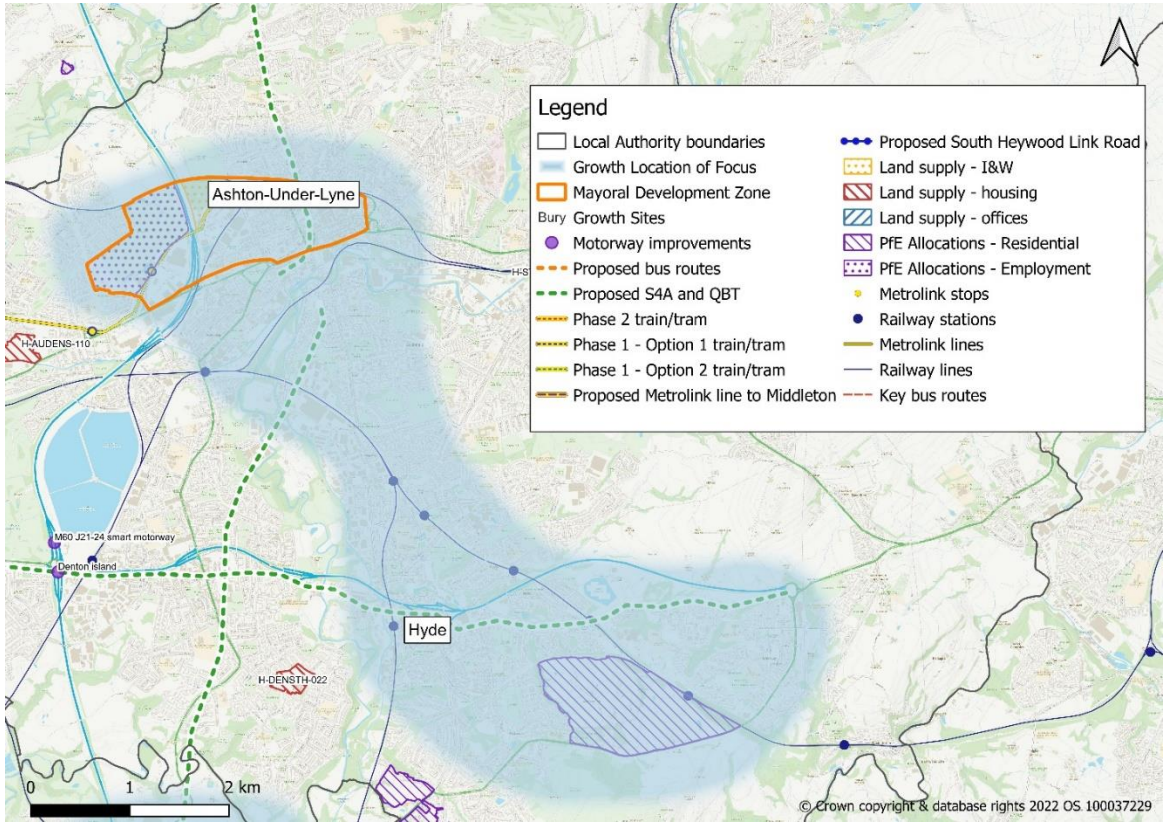 Ashton-Under-Lyne
H-AUDENS-110
H-S
M60 J21-24 smart motorway
Denton island
Hyde
H-DENSTH-022
Legend
Local Authority boundaries
Growth Location of Focus
Mayoral Development Zone
Bury Growth Sites
Motorway improvements
Proposed bus routes
Proposed S4A and QBT
Phase 2 train/tram
Phase 1 - Option 1 train/tram
Phase 1 - Option 2 train/tram
Proposed Metrolink line to Middleton
Proposed South Heywood Link Road
Land supply - I&W
Land supply - housing
Land supply - offices
PfE Allocations - Residential
PfE Allocations - Employment
Metrolink stops
Railway stations
Metrolink lines
Railway lines
Key bus routes
0 1 2 km
© Crown copyright & database rights 2022 OS 100037229